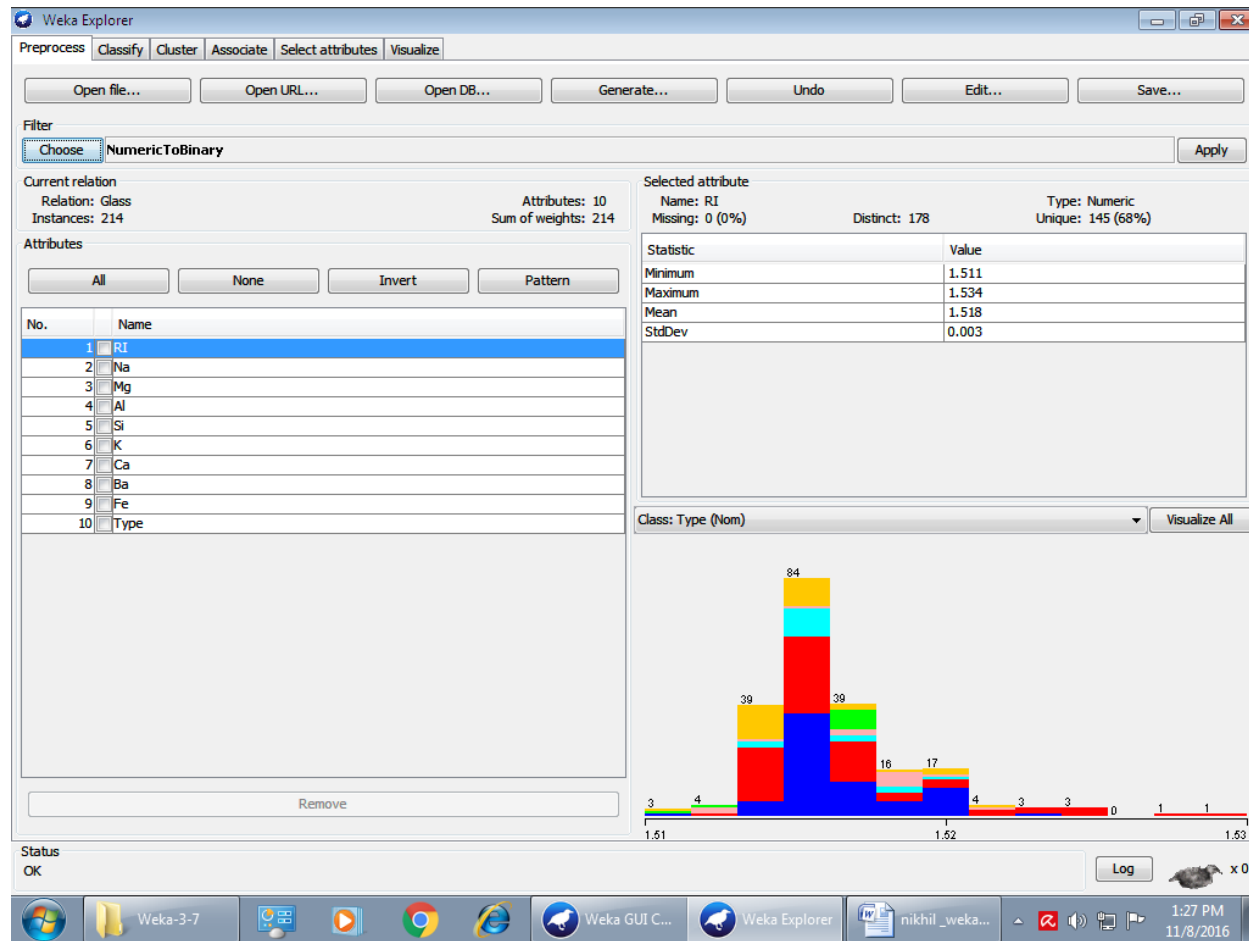 Weka Explorer
Preprocess Classify Cluster Associate Select attributes Visualize
Open file... Open URL... Open DB... Generate... Undo Edit... Save...
Filter
Choose NumericToBinary Apply
Current relation
Relation: Glass Attributes: 10
Instances: 214 Sum of weights: 214
Selected attribute
Name: RI Type: Numeric
Missing: 0 (0%) Distinct: 178 Unique: 145 (68%)
Attributes
All None Invert Pattern
No. Name
1 RI
2 Na
3 Mg
4 Al
5 Si
6 K
7 Ca
8 Ba
9 Fe
10 Type
Remove
Statistic Value
Minimum 1.511
Maximum 1.534
Mean 1.518
StdDev 0.003
Class: Type (Nom) Visualize All
3 4 39 84 39 16 17 4 3 3 0 1 1
1.51 1.52 1.53
Status
OK
Log x 0
Weka-3-7 Weka GUI C... Weka Explorer nikhil _weka... 1:27 PM
11/8/2016